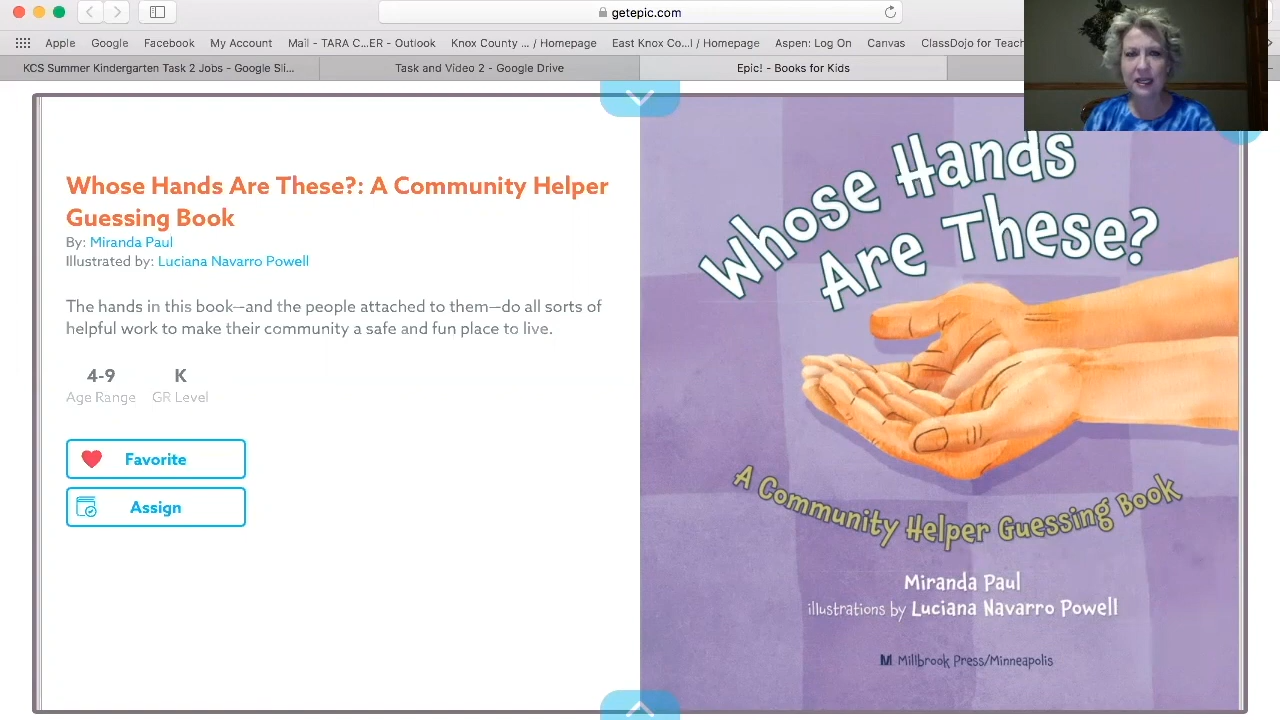 getepic.com
Apple Google Facebook My Account Mail - TARA C...ER - Outlook Knox County ... / Homepage East Knox Co...l / Homepage Aspen: Log On Canvas ClassDojo for Teach
KCS Summer Kindergarten Task 2 Jobs - Google Sli... Task and Video 2 - Google Drive Epic! - Books for Kids
Whose Hands Are These?: A Community Helper
Guessing Book
By: Miranda Paul
Illustrated by: Luciana Navarro Powell
The hands in this book—and the people attached to them—do all sorts of
helpful work to make their community a safe and fun place to live.
4-9 K
Age Range GR Level
Favorite
Assign
Whose Hands
Are These?
A Community Helper Guessing Book
Miranda Paul
illustrations by Luciana Navarro Powell
M Millbrook Press/Minneapolis